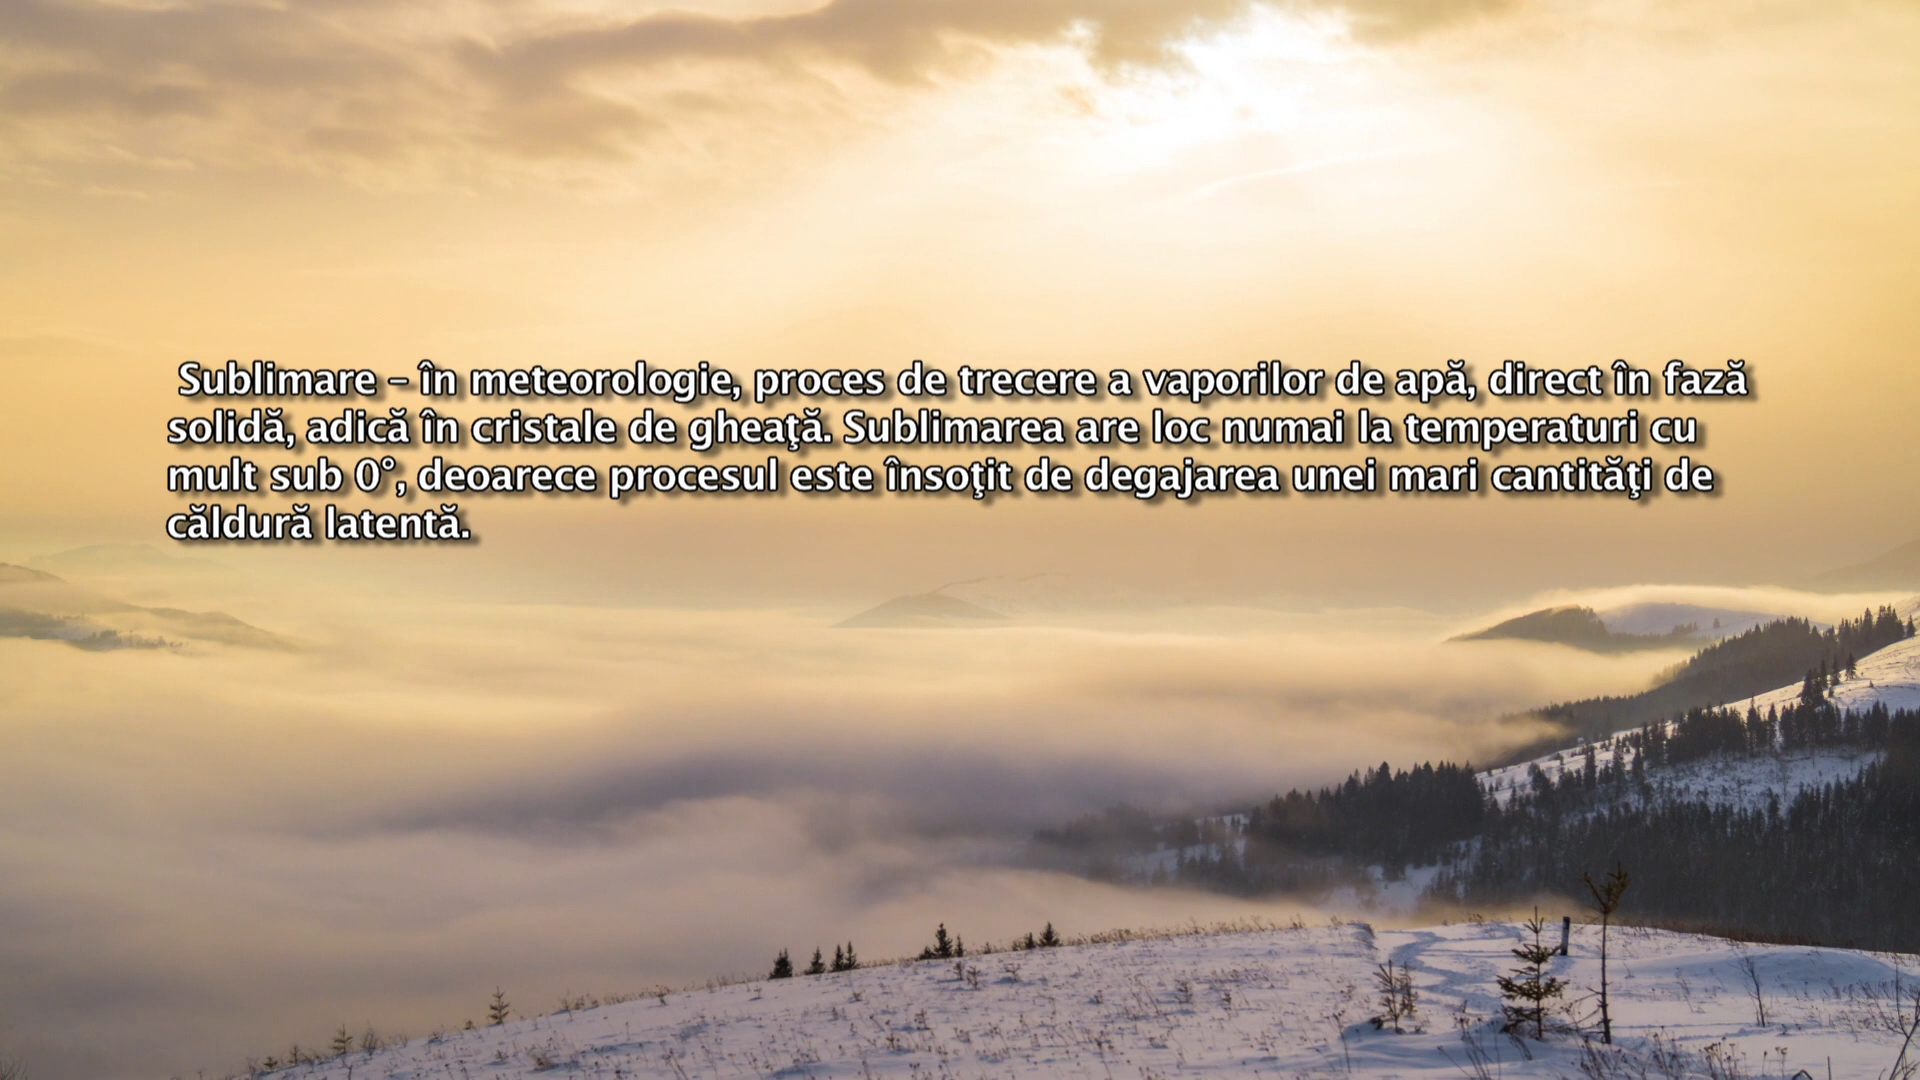 Sublimare – în meteorologie, proces de trecere a vaporilor de apă, direct în fază
solidă, adică în cristale de gheaţă. Sublimarea are loc numai la temperaturi cu
mult sub 0°, deoarece procesul este însoţit de degajarea unei mari cantităţi de
căldură latentă.